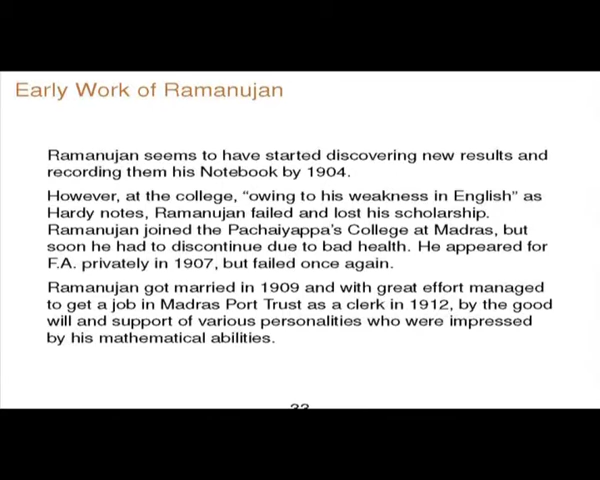 Early Work of Ramanujan
Ramanujan seems to have started discovering new results and
recording them his Notebook by 1904.
However, at the college, “owing to his weakness in English” as
Hardy notes, Ramanujan failed and lost his scholarship.
Ramanujan joined the Pachaiyappa's College at Madras, but
soon he had to discontinue due to bad health. He appeared for
F.A. privately in 1907, but failed once again.
Ramanujan got married in 1909 and with great effort managed
to get a job in Madras Port Trust as a clerk in 1912, by the good
will and support of various personalities who were impressed
by his mathematical abilities.